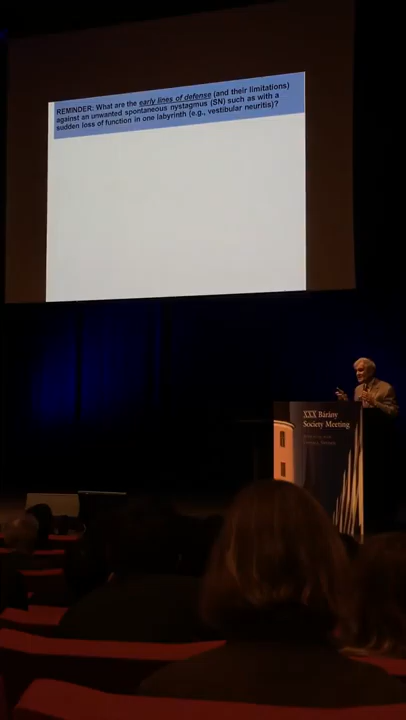 REMINDER: What are the early lines of defense (and their limitations)
against an unwanted spontaneous nystagmus (SN) such as with a
sudden loss of function in one labyrinth (e.g., vestibular neuritis)?
XXX Bárány
Society Meeting